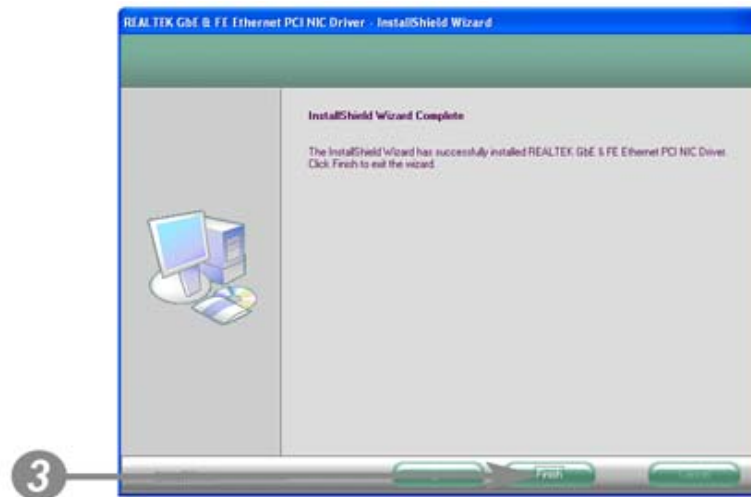 REALTEK GbE & FE Ethernet PCI NIC Driver - InstallShield Wizard
InstallShield Wizard Complete
The InstallShield Wizard has successfully installed REALTEK GbE & FE Ethernet PCI NIC Driver.
Click Finish to exit the wizard.
3
Finish
Cancel